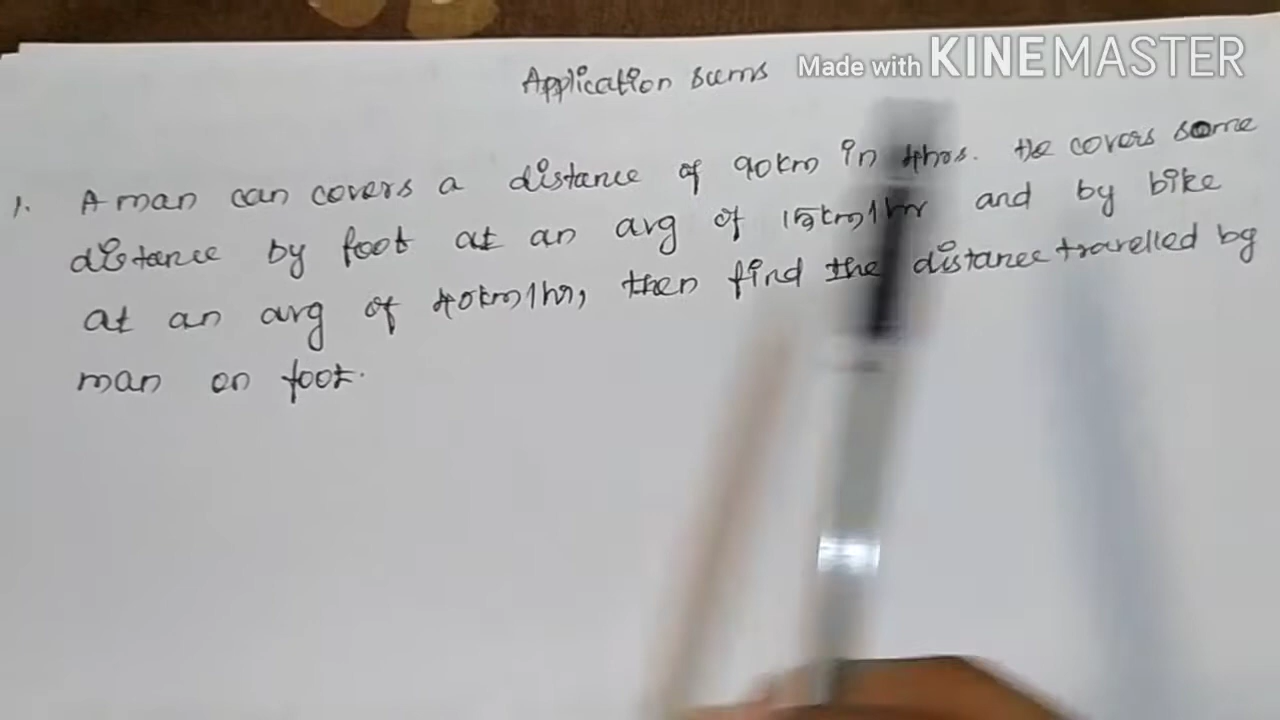 Made with KINEMASTER
Application sums
1. A man can covers a distance of 90km in 4hrs. He covers some
distance by foot at an avg of 15km/hr and by bike
at an avg of 40km/hr, then find the distance travelled by
man on foot.